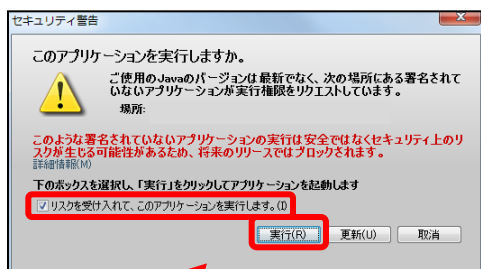 セキュリティ警告
このアプリケーションを実行しますか。
ご使用のJavaのバージョンは最新でなく、次の場所にある署名されて
いないアプリケーションが実行権限をリクエストしています。
場所:
このような署名されていないアプリケーションの実行は安全ではなくセキュリティ上のリ
スクが生じる可能性があるため、将来のリリースではブロックされます。
詳細情報(M)
下のボックスを選択し、「実行」をクリックしてアプリケーションを起動します
リスクを受け入れて、このアプリケーションを実行します。(I)
実行(R) 更新(U) 取消